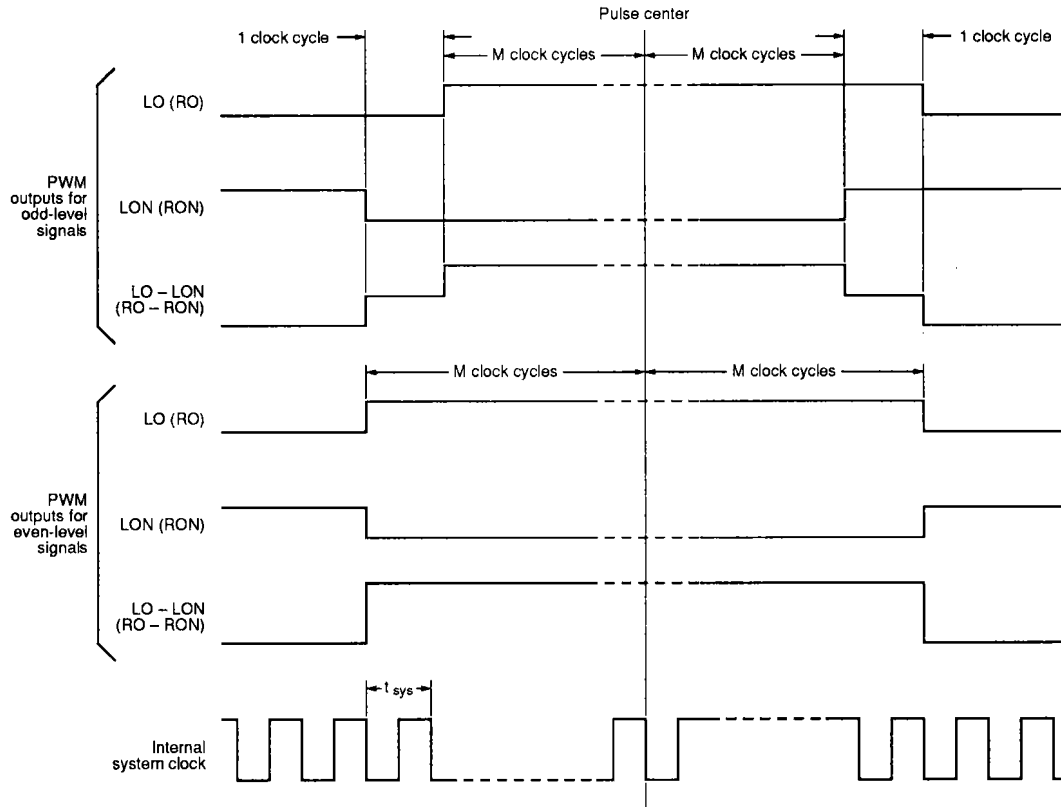 Pulse center
1 clock cycle
1 clock cycle
M clock cycles
M clock cycles
LO (RO)
PWM
outputs for
odd-level
signals
LON (RON)
LO – LON
(RO – RON)
M clock cycles
M clock cycles
LO (RO)
PWM
outputs for
even-level
signals
LON (RON)
LO – LON
(RO – RON)
t sys
Internal
system clock